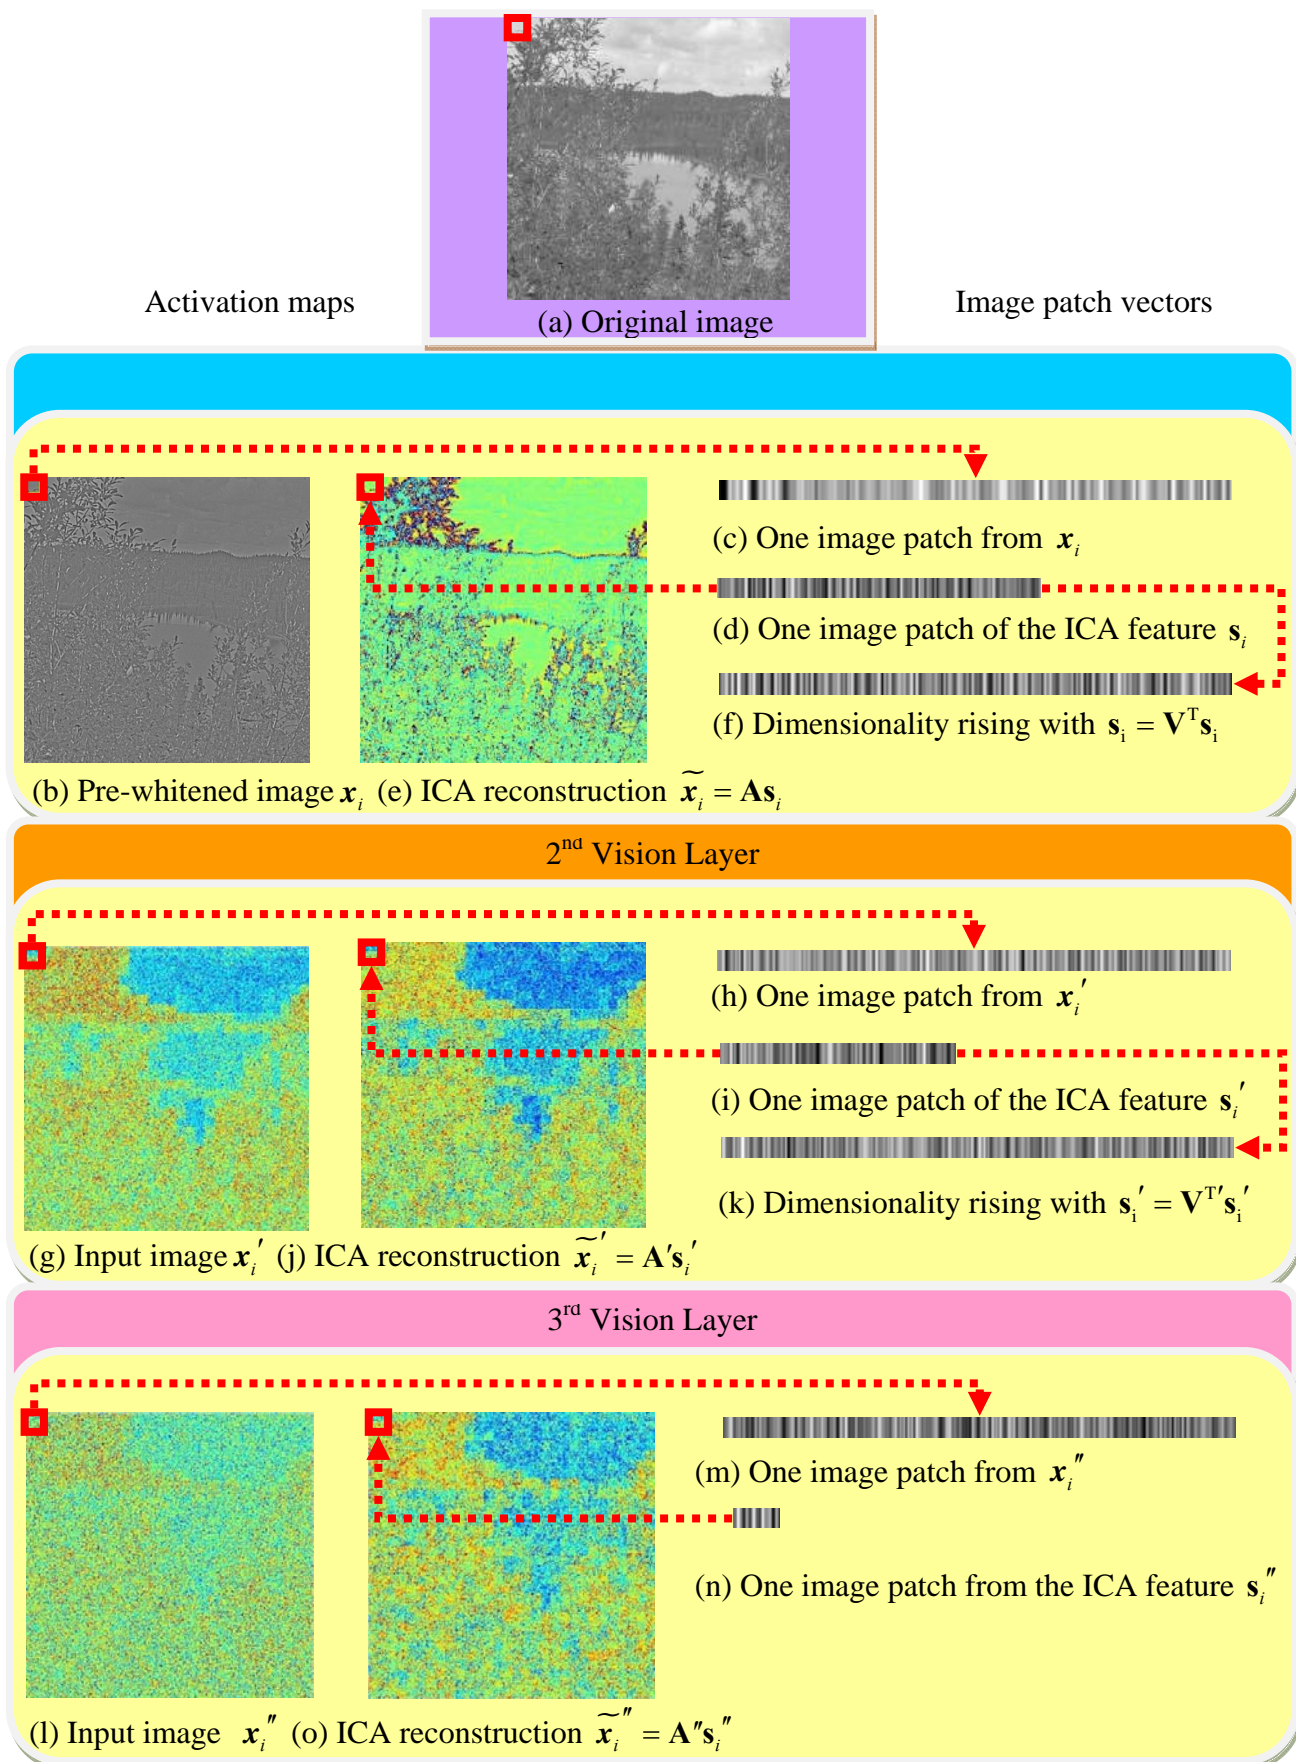 (a) Original image
Activation maps
Image patch vectors
(c) One image patch from x_i
(d) One image patch of the ICA feature s_i
(f) Dimensionality rising with s_i = V^T s_i
(b) Pre-whitened image x_i (e) ICA reconstruction x̃_i = As_i
2nd Vision Layer
(h) One image patch from x_i′
(i) One image patch of the ICA feature s_i′
(k) Dimensionality rising with s_i′ = V^T′ s_i′
(g) Input image x_i′ (j) ICA reconstruction x̃_i′ = A′s_i′
3rd Vision Layer
(m) One image patch from x_i″
(n) One image patch from the ICA feature s_i″
(l) Input image x_i″ (o) ICA reconstruction x̃_i″ = A″s_i″